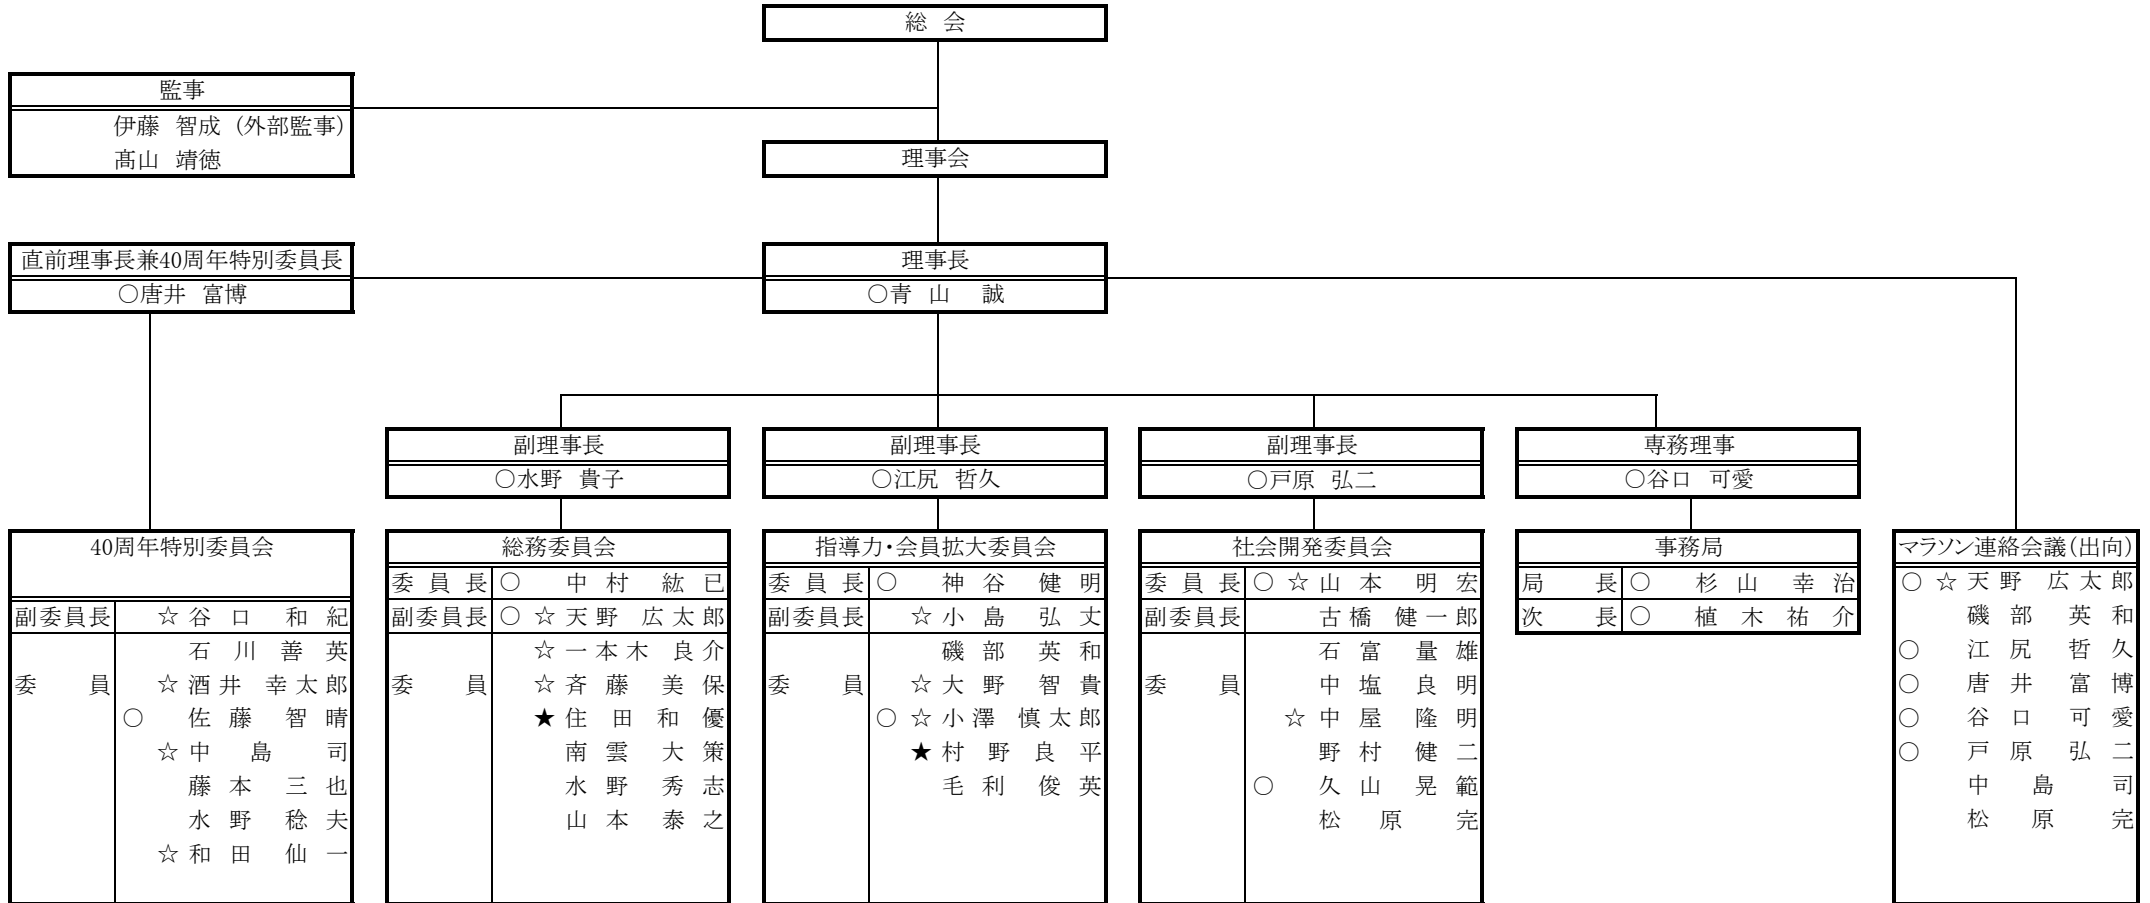 総 会
監事
伊藤 智成 (外部監事)
髙山 靖徳
理事会
直前理事長兼40周年特別委員長
○唐井 富博
理事長
○青 山 誠
副理事長
○水野 貴子
副理事長
○江尻 哲久
副理事長
○戸原 弘二
専務理事
○谷口 可愛
40周年特別委員会
副委員長 ☆ 谷 口 和 紀
石 川 善 英
委 員 ☆ 酒 井 幸 太 郎
○ 佐 藤 智 晴
☆ 中 島 司
藤 本 三 也
水 野 稔 夫
☆ 和 田 仙 一
総務委員会
委 員 長 ○ 中 村 紘 已
副委員長 ○ ☆ 天 野 広 太 郎
☆ 一 本 木 良 介
委 員 ☆ 斉 藤 美 保
★ 住 田 和 優
南 雲 大 策
水 野 秀 志
山 本 泰 之
指導力・会員拡大委員会
委 員 長 ○ 神 谷 健 明
副委員長 ☆ 小 島 弘 丈
磯 部 英 和
委 員 ☆ 大 野 智 貴
○ ☆ 小 澤 慎 太 郎
★ 村 野 良 平
毛 利 俊 英
社会開発委員会
委 員 長 ○ ☆ 山 本 明 宏
副委員長 古 橋 健 一 郎
石 富 量 雄
委 員 中 塩 良 明
☆ 中 屋 隆 明
野 村 健 二
○ 久 山 晃 範
松 原 完
事務局
局 長 ○ 杉 山 幸 治
次 長 ○ 植 木 祐 介
マラソン連絡会議(出向)
○ ☆ 天 野 広 太 郎
磯 部 英 和
○ 江 尻 哲 久
○ 唐 井 富 博
○ 谷 口 可 愛
○ 戸 原 弘 二
中 島 司
松 原 完